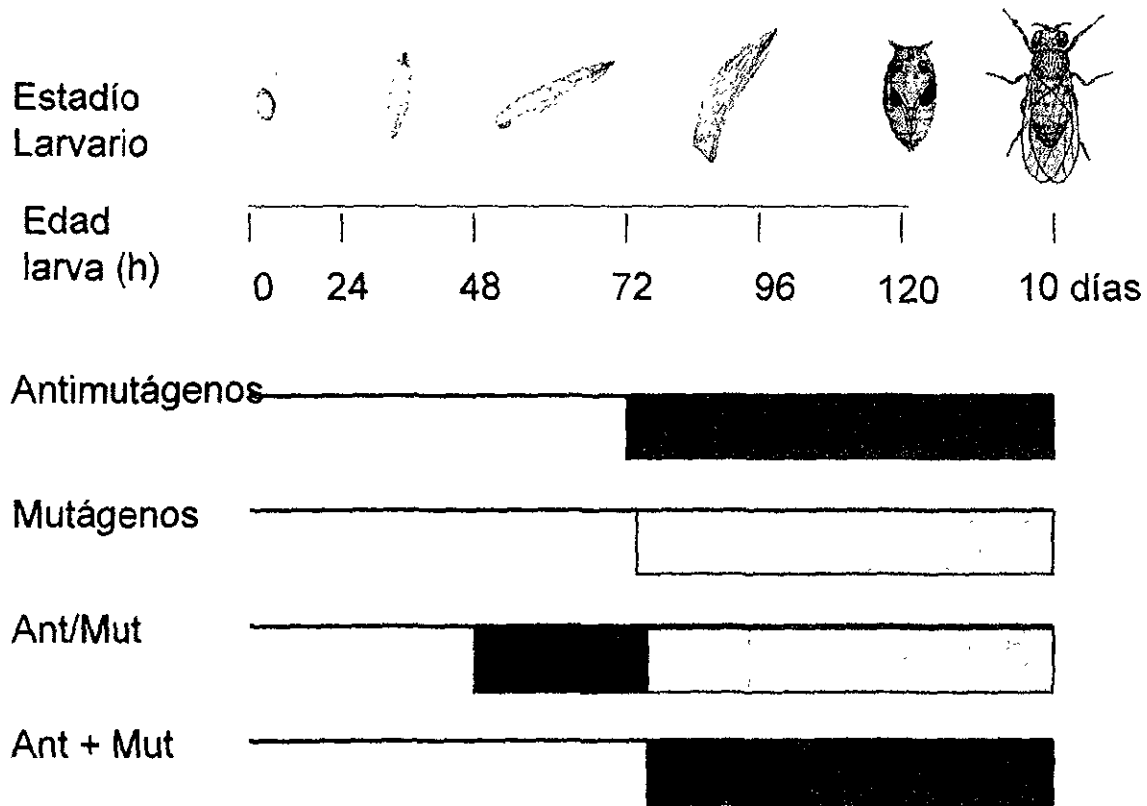 Estadío
Larvario
Edad
larva (h)
0 24 48 72 96 120 10 días
Antimutágenos
Mutágenos
Ant/Mut
Ant + Mut